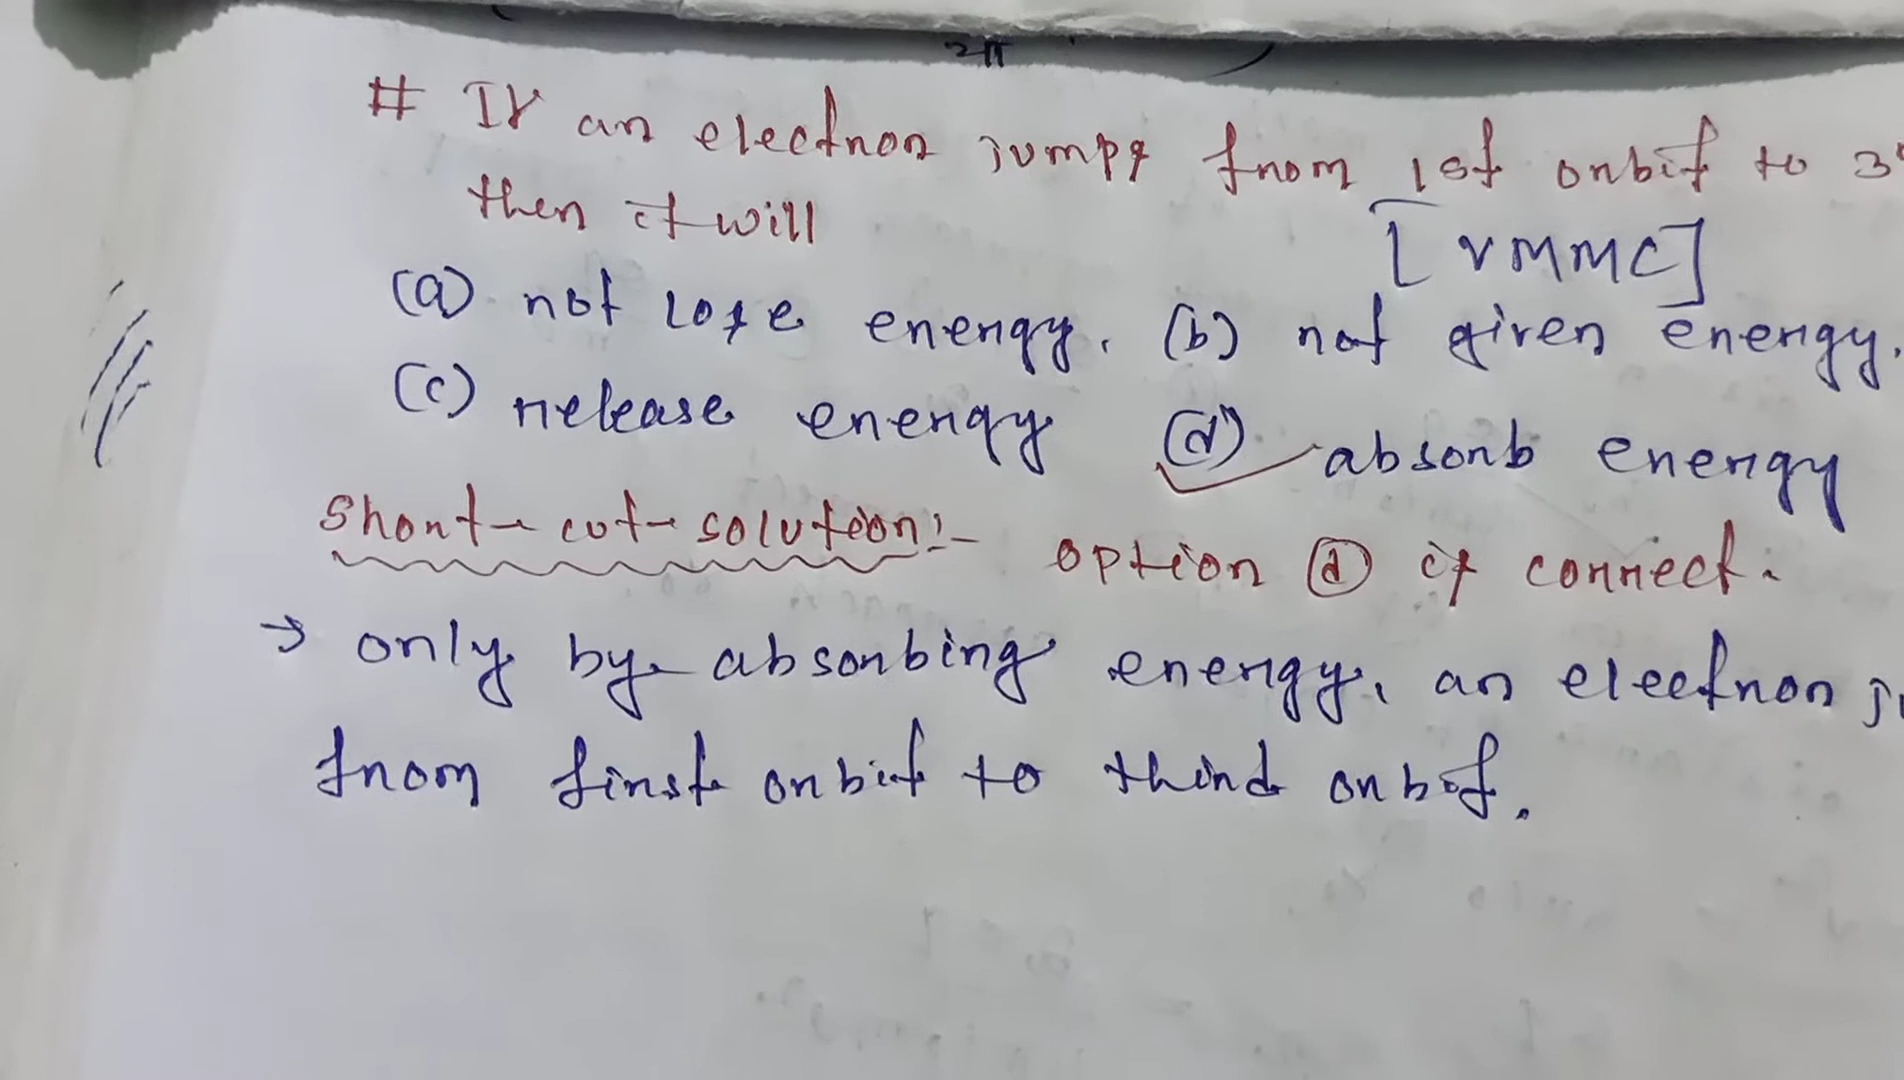 2π
# If an electron jumps from 1st orbit to 3
then it will
[VMMC]
(a) not lose energy. (b) not given energy.
(c) release energy (d) absorb energy
Short-cut-solution:- option (d) is correct.
→ only by absorbing energy, an electron
from first orbit to third orbit.